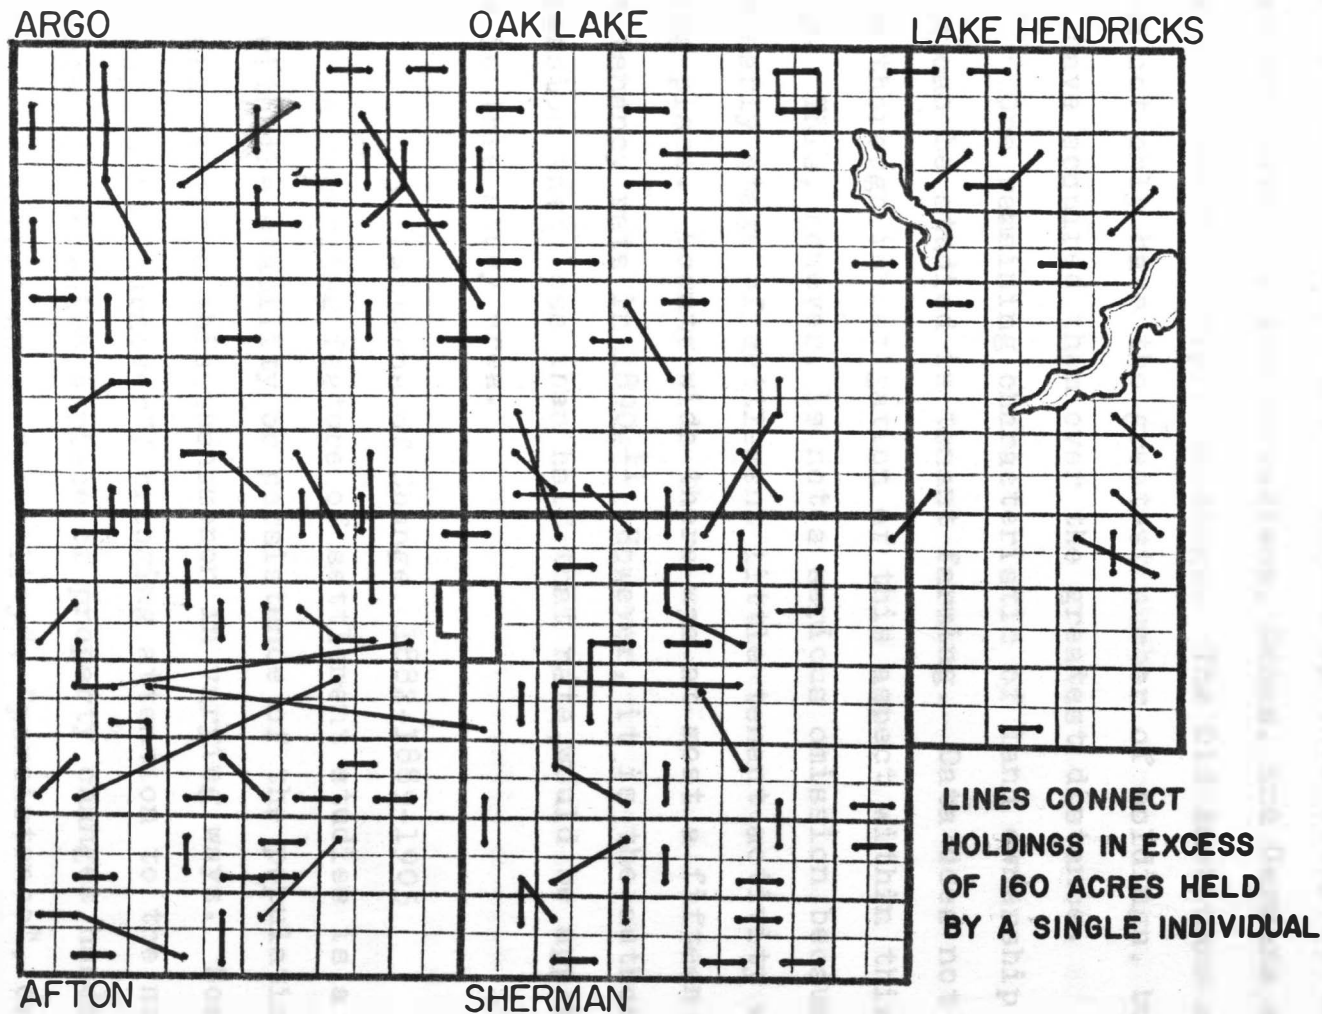 ARGO
OAK LAKE
LAKE HENDRICKS
LINES CONNECT
HOLDINGS IN EXCESS
OF 160 ACRES HELD
BY A SINGLE INDIVIDUAL
AFTON
SHERMAN